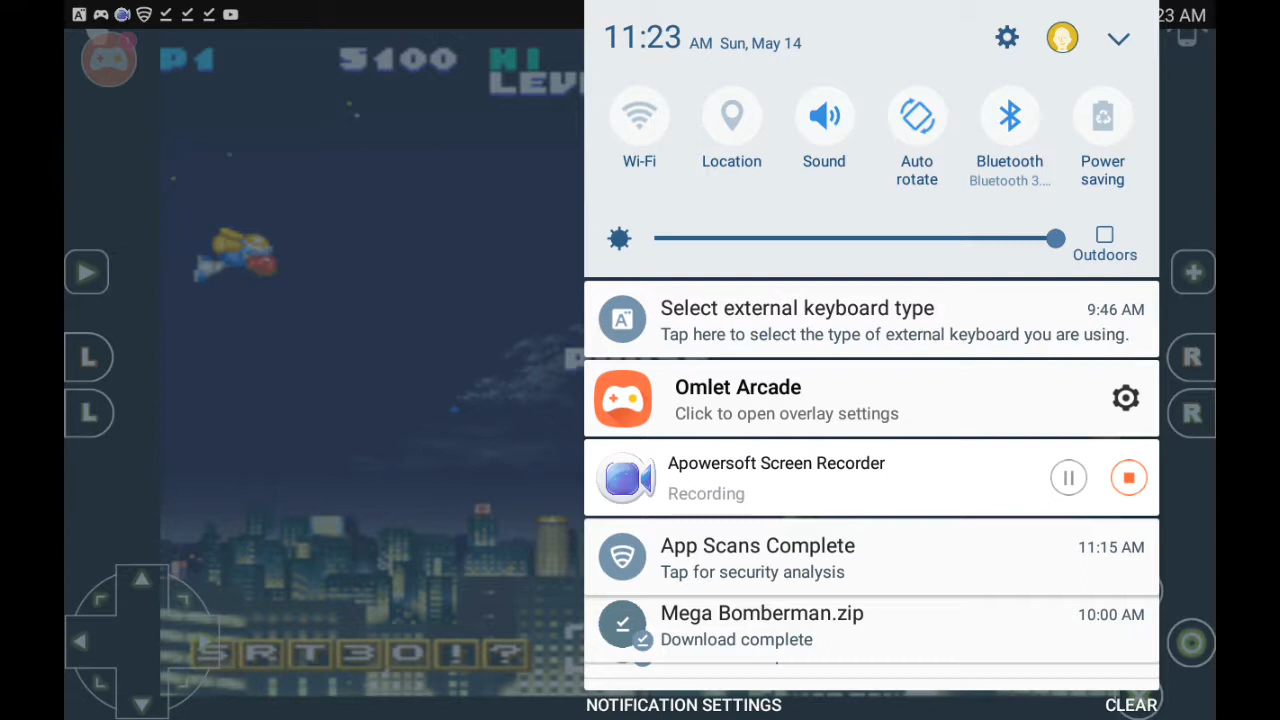 23 AM
11:23 AM Sun, May 14
P1 5100 HI
LEVE
Wi-Fi
Location
Sound
Auto rotate
Bluetooth
Bluetooth 3....
Power saving
Outdoors
Select external keyboard type 9:46 AM
Tap here to select the type of external keyboard you are using.
L
R
Omlet Arcade
Click to open overlay settings
L
R
Apowersoft Screen Recorder
Recording
App Scans Complete 11:15 AM
Tap for security analysis
Mega Bomberman.zip 10:00 AM
Download complete
SRT30!?
NOTIFICATION SETTINGS
CLEAR